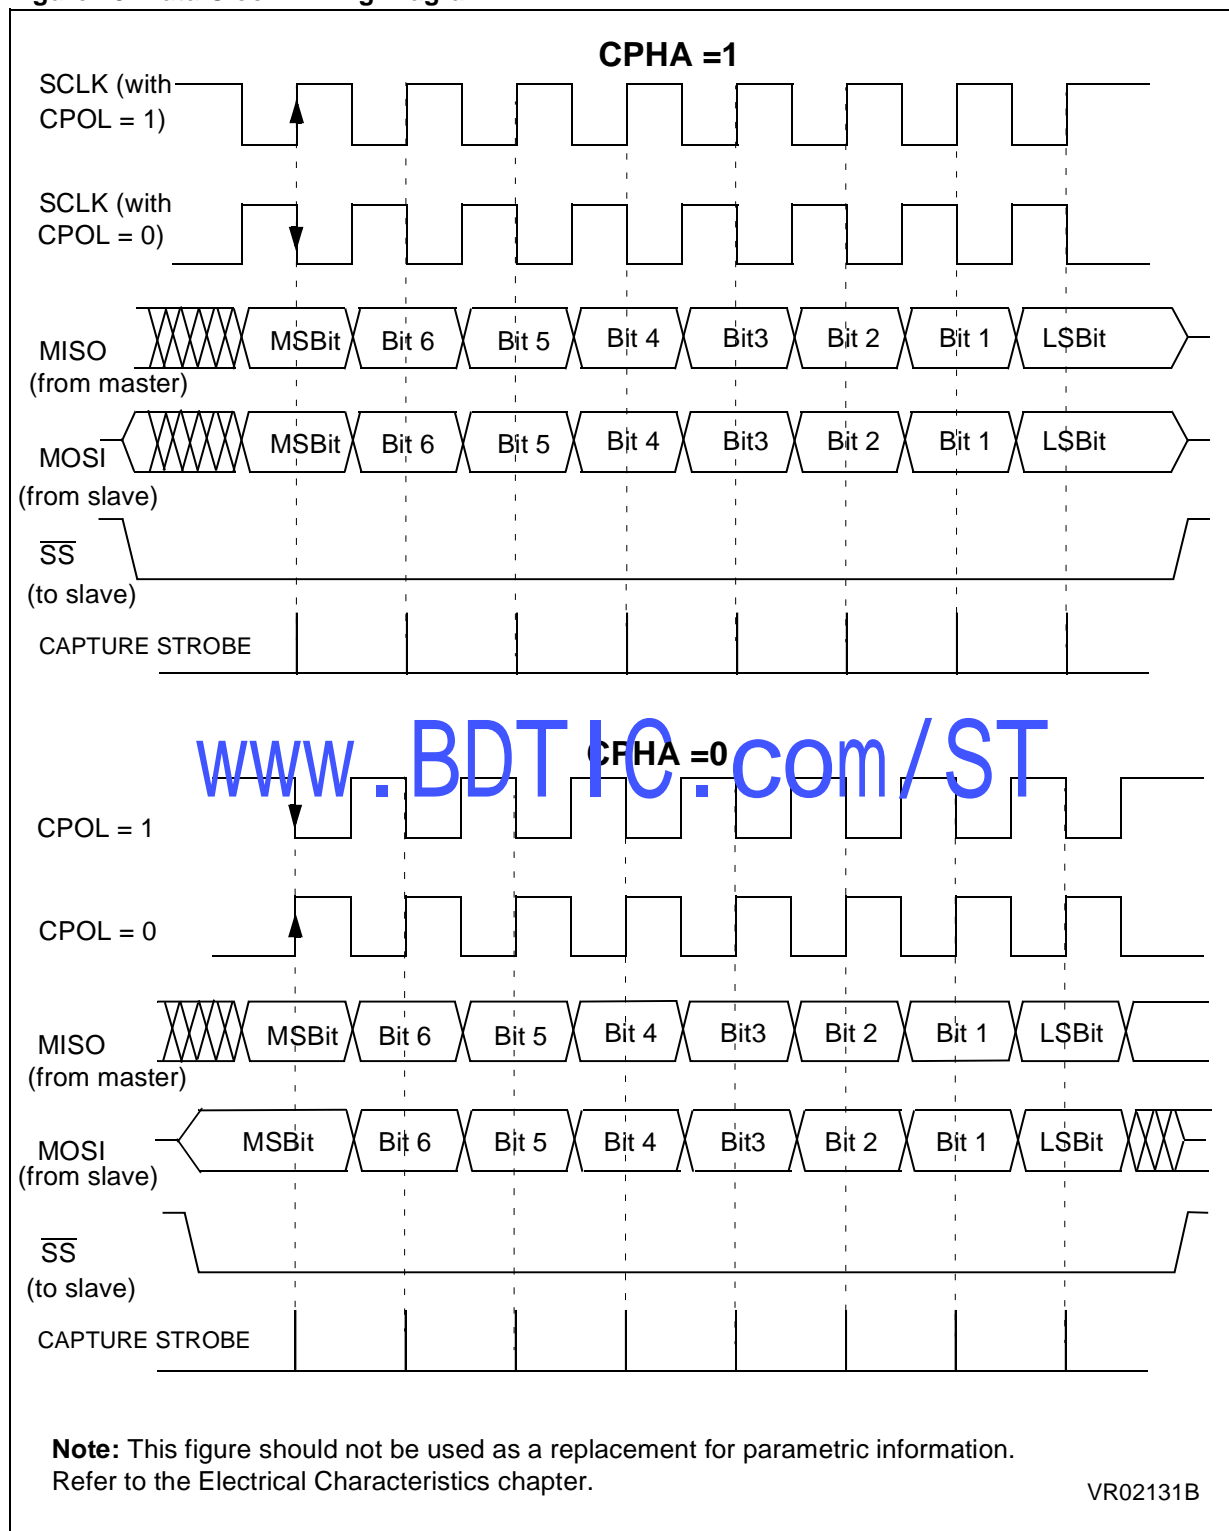 CPHA =1
SCLK (with
CPOL = 1)
SCLK (with
CPOL = 0)
MSBit Bit 6 Bit 5 Bit 4 Bit3 Bit 2 Bit 1 LSBit
MISO
(from master)
MSBit Bit 6 Bit 5 Bit 4 Bit3 Bit 2 Bit 1 LSBit
MOSI
(from slave)
SS
(to slave)
CAPTURE STROBE
www.BDTIC.com/ST
CPHA =0
CPOL = 1
CPOL = 0
MSBit Bit 6 Bit 5 Bit 4 Bit3 Bit 2 Bit 1 LSBit
MISO
(from master)
MSBit Bit 6 Bit 5 Bit 4 Bit3 Bit 2 Bit 1 LSBit
MOSI
(from slave)
SS
(to slave)
CAPTURE STROBE
Note: This figure should not be used as a replacement for parametric information.
Refer to the Electrical Characteristics chapter.
VR02131B